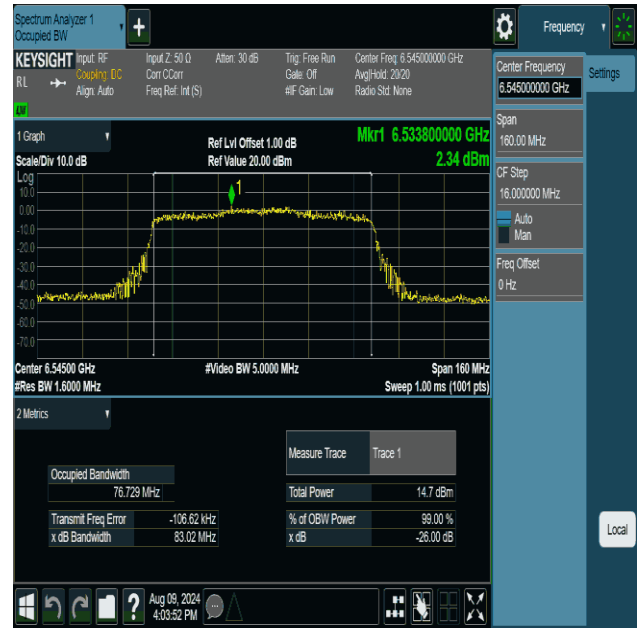 Spectrum Analyzer 1
Occupied BW
+
Frequency
KEYSIGHT Input: RF Input Z: 50 Ω Atten: 30 dB Trig: Free Run Center Freq: 6.545000000 GHz
RL Coupling: DC Corr CCorr Gate: Off Avg|Hold: 20/20
Align: Auto Freq Ref: Int (S) #IF Gain: Low Radio Std: None
Center Frequency
6.545000000 GHz
Settings
Span
160.00 MHz
CF Step
16.000000 MHz
Auto
Man
Freq Offset
0 Hz
Local
1 Graph
Ref Lvl Offset 1.00 dB
Mkr1 6.533800000 GHz
Scale/Div 10.0 dB Ref Value 20.00 dBm 2.34 dBm
Log
10.0
0.00
-10.0
-20.0
-30.0
-40.0
-50.0
-60.0
-70.0
1
Center 6.54500 GHz #Video BW 5.0000 MHz Span 160 MHz
#Res BW 1.6000 MHz Sweep 1.00 ms (1001 pts)
2 Metrics
Measure Trace Trace 1
Occupied Bandwidth
76.729 MHz
Total Power 14.7 dBm
Transmit Freq Error -106.62 kHz % of OBW Power 99.00 %
x dB Bandwidth 83.02 MHz x dB -26.00 dB
?
Aug 09, 2024
4:03:52 PM